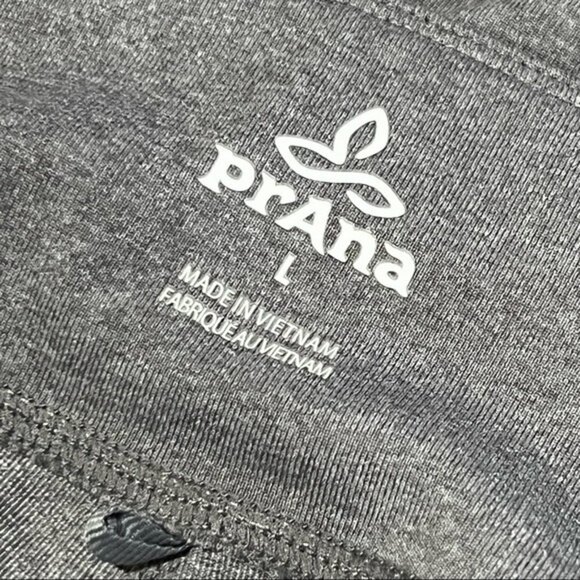 prAna
L
MADE IN VIETNAM
FABRIQUÉ AU VIETNAM